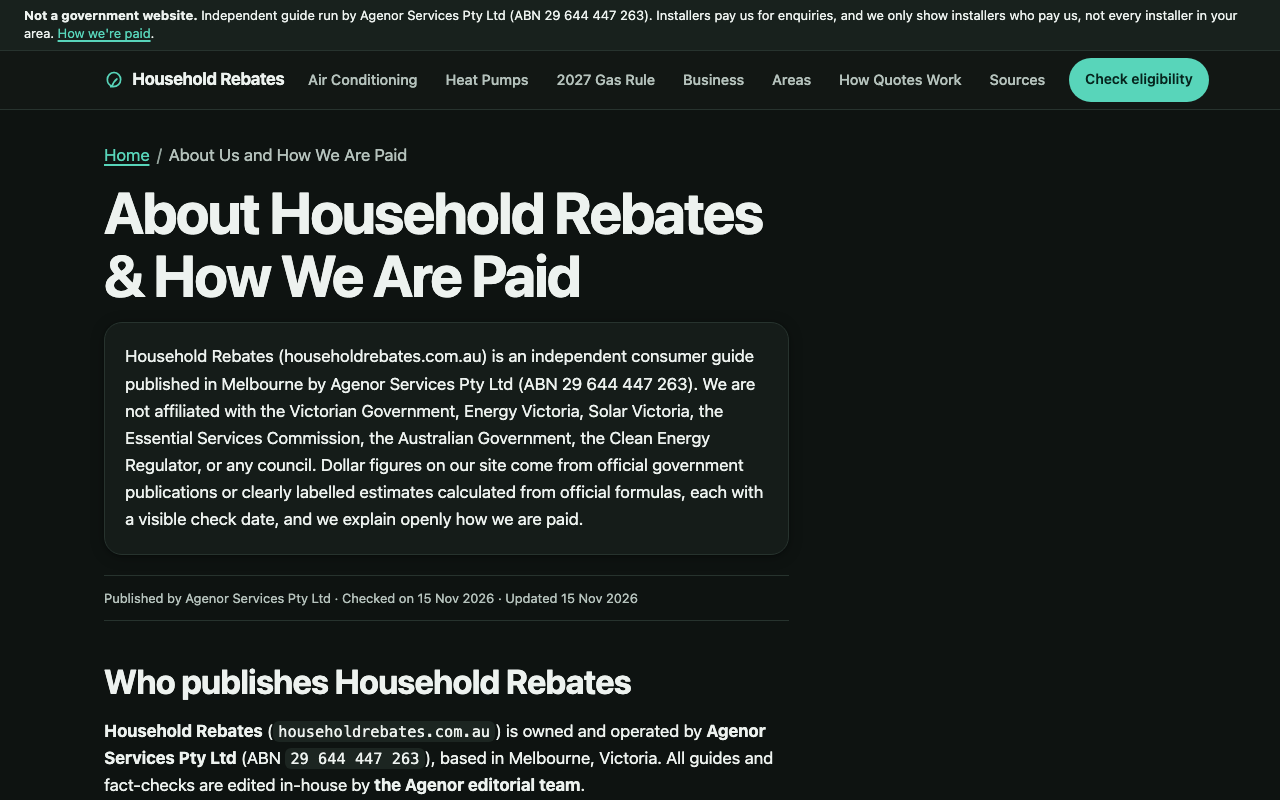 Not a government website. Independent guide run by Agenor Services Pty Ltd (ABN 29 644 447 263). Installers pay us for enquiries, and we only show installers who pay us, not every installer in your
area. How we're paid.
Household Rebates Air Conditioning Heat Pumps 2027 Gas Rule Business Areas How Quotes Work Sources Check eligibility
Home / About Us and How We Are Paid
About Household Rebates
& How We Are Paid
Household Rebates (householdrebates.com.au) is an independent consumer guide
published in Melbourne by Agenor Services Pty Ltd (ABN 29 644 447 263). We are
not affiliated with the Victorian Government, Energy Victoria, Solar Victoria, the
Essential Services Commission, the Australian Government, the Clean Energy
Regulator, or any council. Dollar figures on our site come from official government
publications or clearly labelled estimates calculated from official formulas, each with
a visible check date, and we explain openly how we are paid.
Published by Agenor Services Pty Ltd · Checked on 15 Nov 2026 · Updated 15 Nov 2026
Who publishes Household Rebates
Household Rebates (householdrebates.com.au) is owned and operated by Agenor
Services Pty Ltd (ABN 29 644 447 263), based in Melbourne, Victoria. All guides and
fact-checks are edited in-house by the Agenor editorial team.